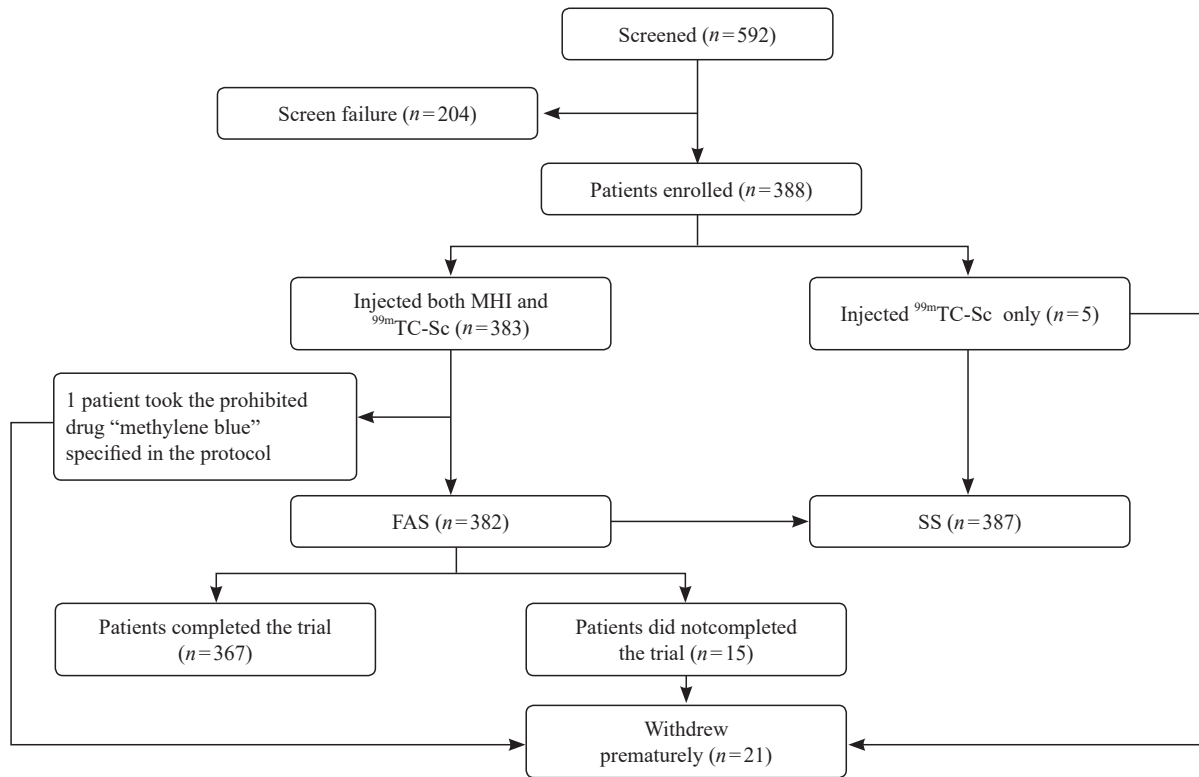 Screened (n=592)
Screen failure (n=204)
Patients enrolled (n=388)
Injected both MHI and
99mTC-Sc (n=383)
Injected 99mTC-Sc only (n=5)
1 patient took the prohibited
drug “methylene blue”
specified in the protocol
FAS (n=382)
SS (n=387)
Patients completed the trial
(n=367)
Patients did notcompleted
the trial (n=15)
Withdrew
prematurely (n=21)